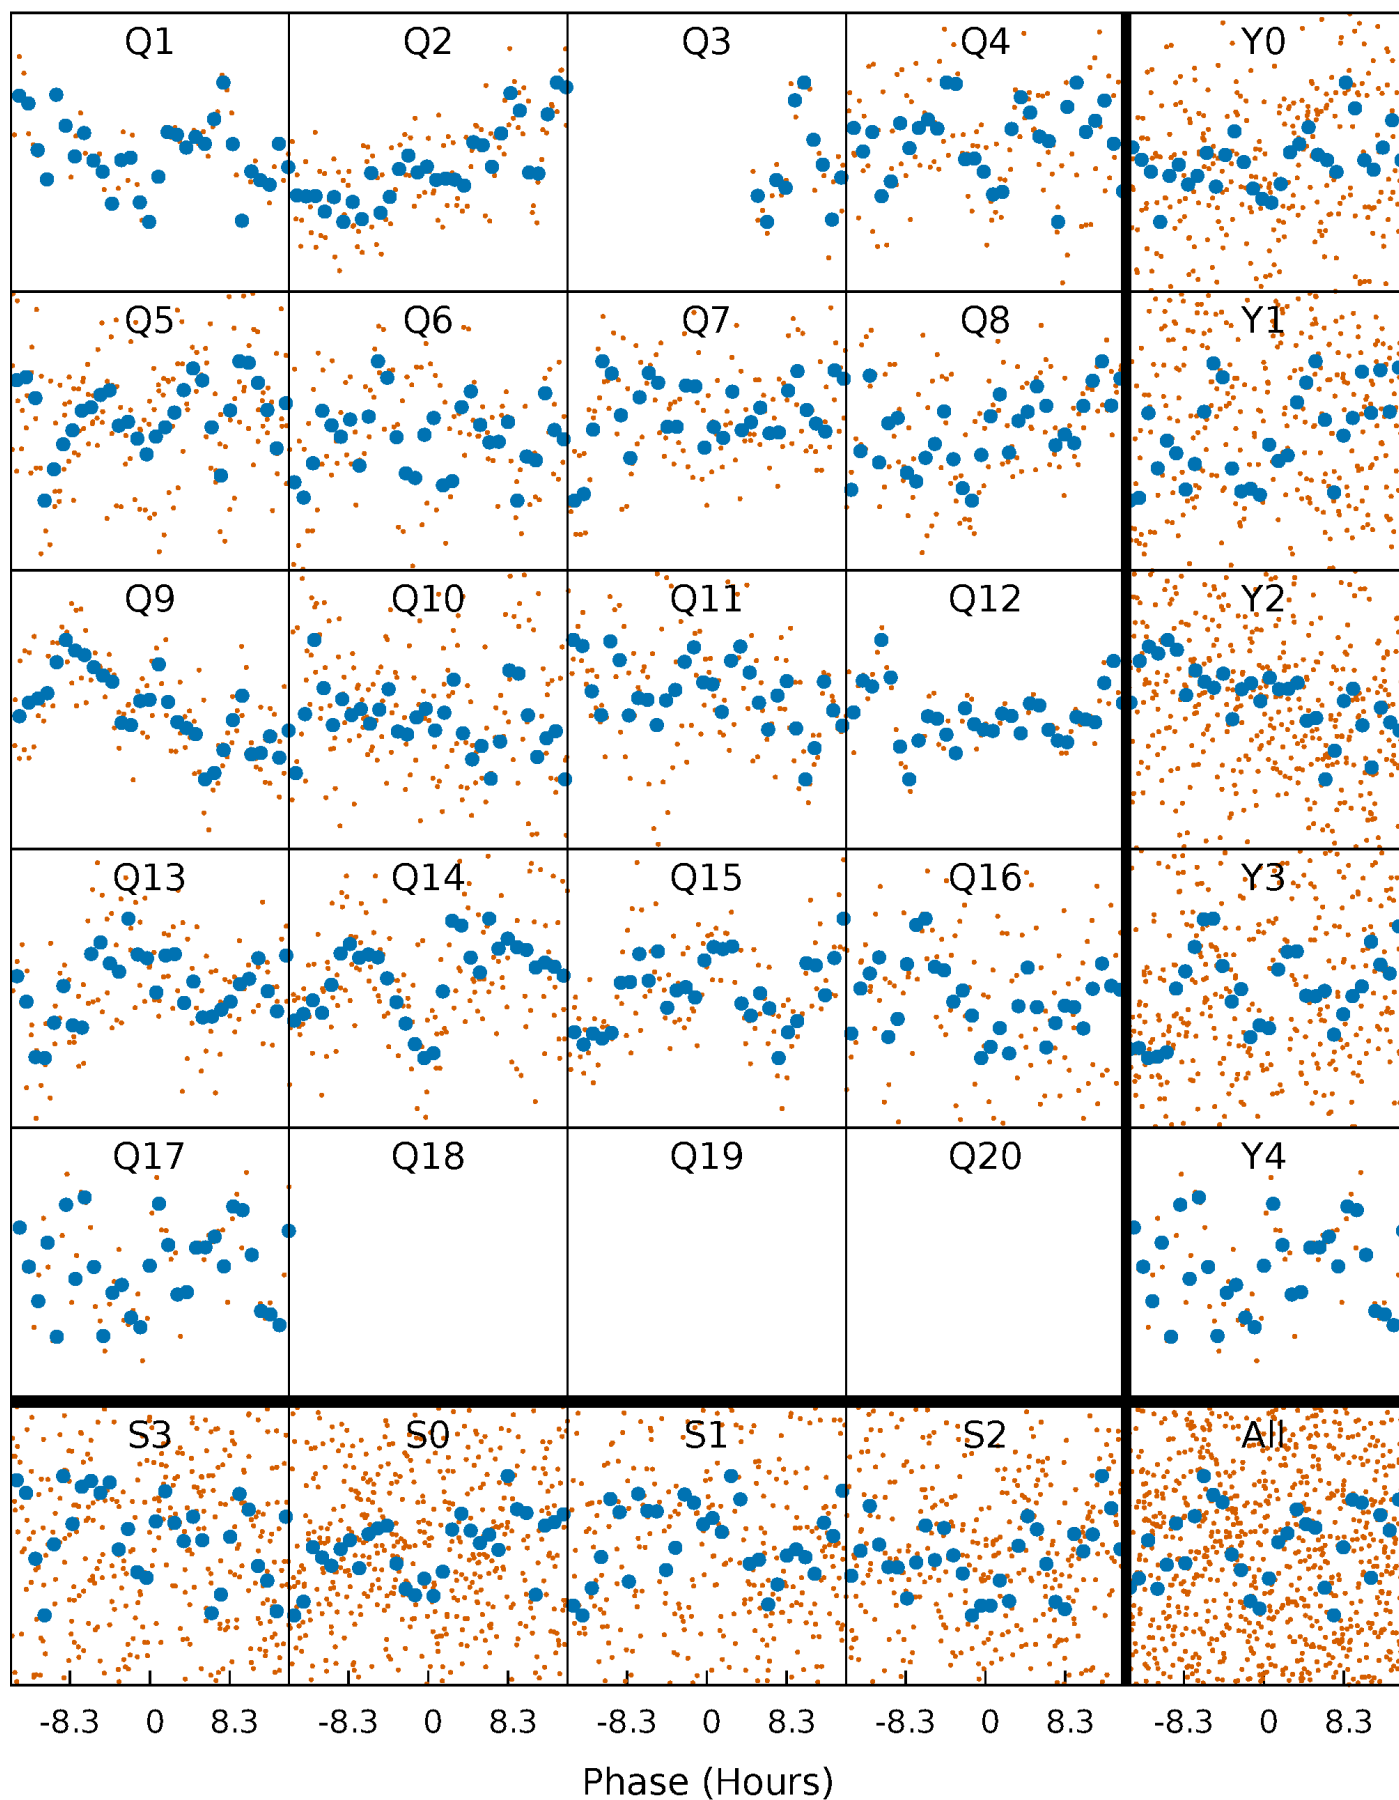 Q1 Q2 Q3 Q4 Y0
Q5 Q6 Q7 Q8 Y1
Q9 Q10 Q11 Q12 Y2
Q13 Q14 Q15 Q16 Y3
Q17 Q18 Q19 Q20 Y4
S3 S0 S1 S2 All
-8.3 0 8.3 -8.3 0 8.3 -8.3 0 8.3 -8.3 0 8.3 -8.3 0 8.3
Phase (Hours)